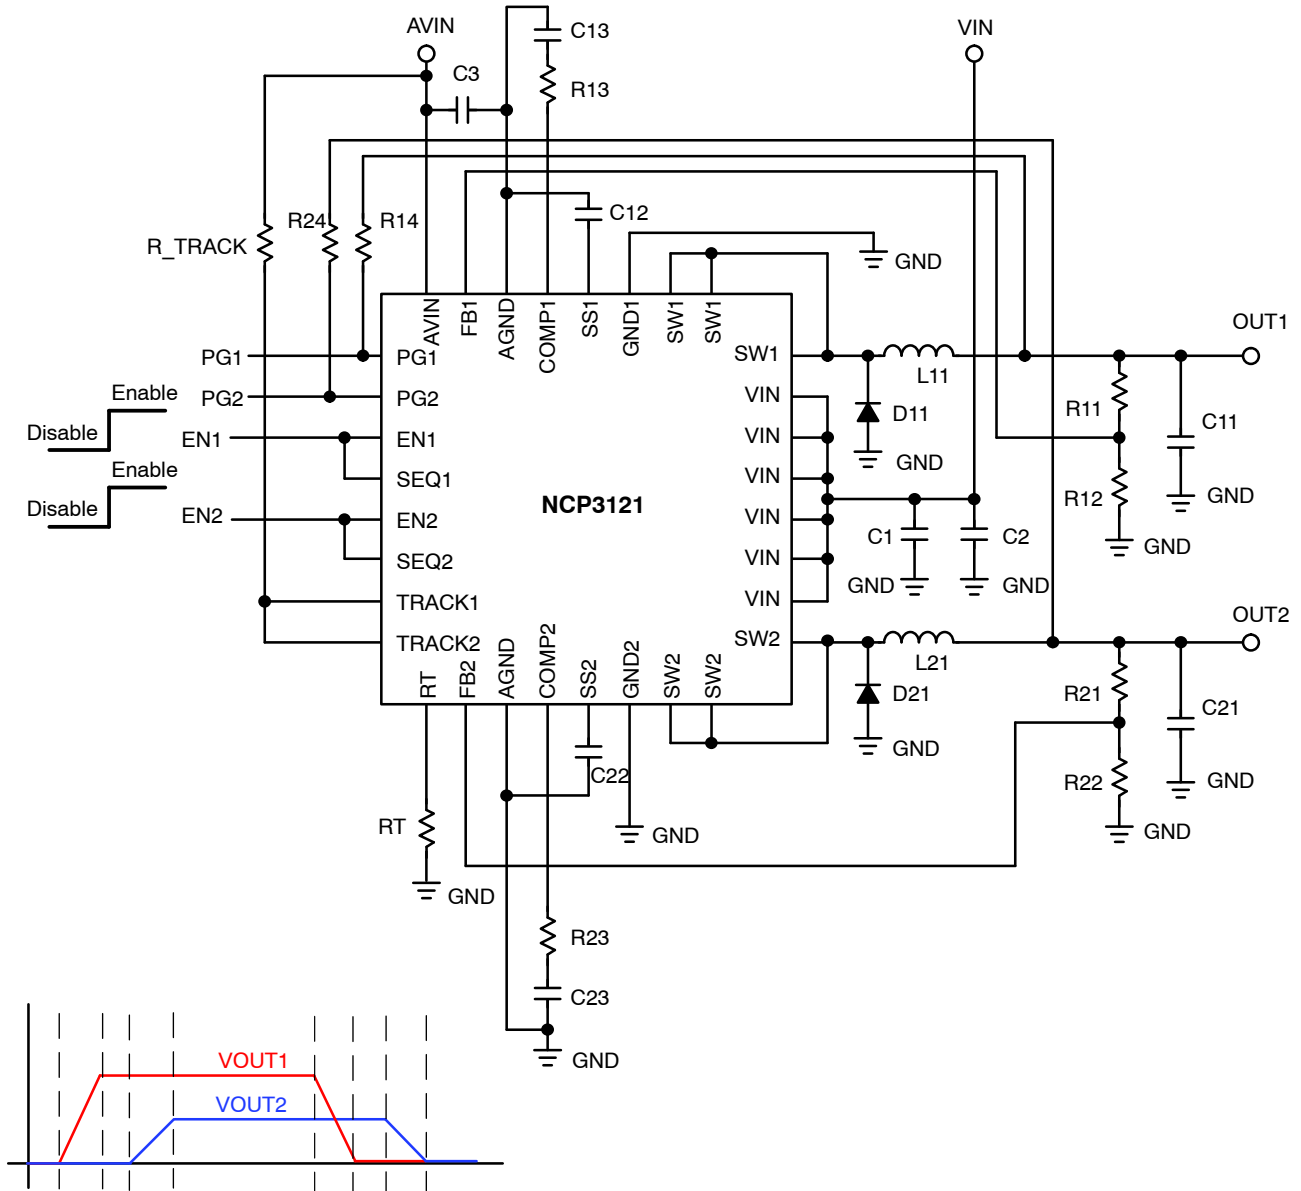 AVIN
VIN
C13
C3
R13
C12
R24
R14
R_TRACK
GND
AVIN
FB1
AGND
COMP1
SS1
GND1
SW1
SW1
OUT1
PG1
PG1
SW1
L11
Enable
PG2
PG2
VIN
D11
R11
C11
Disable
EN1
EN1
VIN
GND
Enable
SEQ1
VIN
R12
GND
Disable
EN2
EN2
NCP3121
VIN
C1
C2
GND
SEQ2
VIN
GND
GND
TRACK1
VIN
OUT2
TRACK2
SW2
L21
RT
FB2
AGND
COMP2
SS2
GND2
SW2
SW2
D21
R21
C21
GND
C22
R22
GND
RT
GND
GND
GND
R23
C23
GND
VOUT1
VOUT2